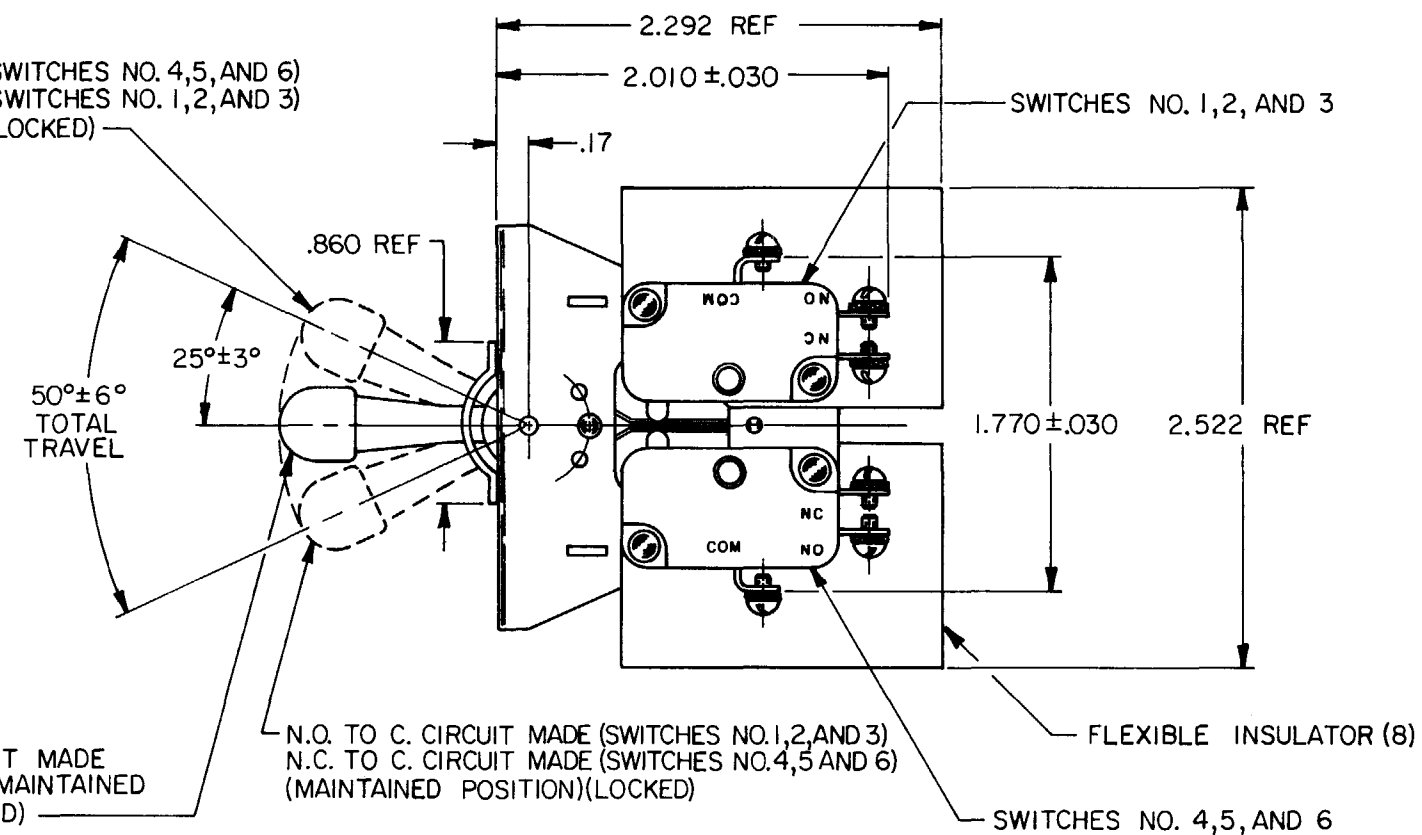 2.292 REF
SWITCHES NO. 4,5, AND 6)
2.010 ±.030
SWITCHES NO. 1,2, AND 3)
SWITCHES NO. 1,2, AND 3
LOCKED)
.17
.860 REF
COM
NO
NC
25°±3°
50°±6°
TOTAL
TRAVEL
1.770 ±.030
2.522 REF
NC
COM
NO
N.O. TO C. CIRCUIT MADE (SWITCHES NO. 1,2, AND 3)
N.C. TO C. CIRCUIT MADE (SWITCHES NO. 4,5 AND 6)
(MAINTAINED POSITION)(LOCKED)
FLEXIBLE INSULATOR (8)
T MADE
MAINTAINED
D)
SWITCHES NO. 4,5, AND 6